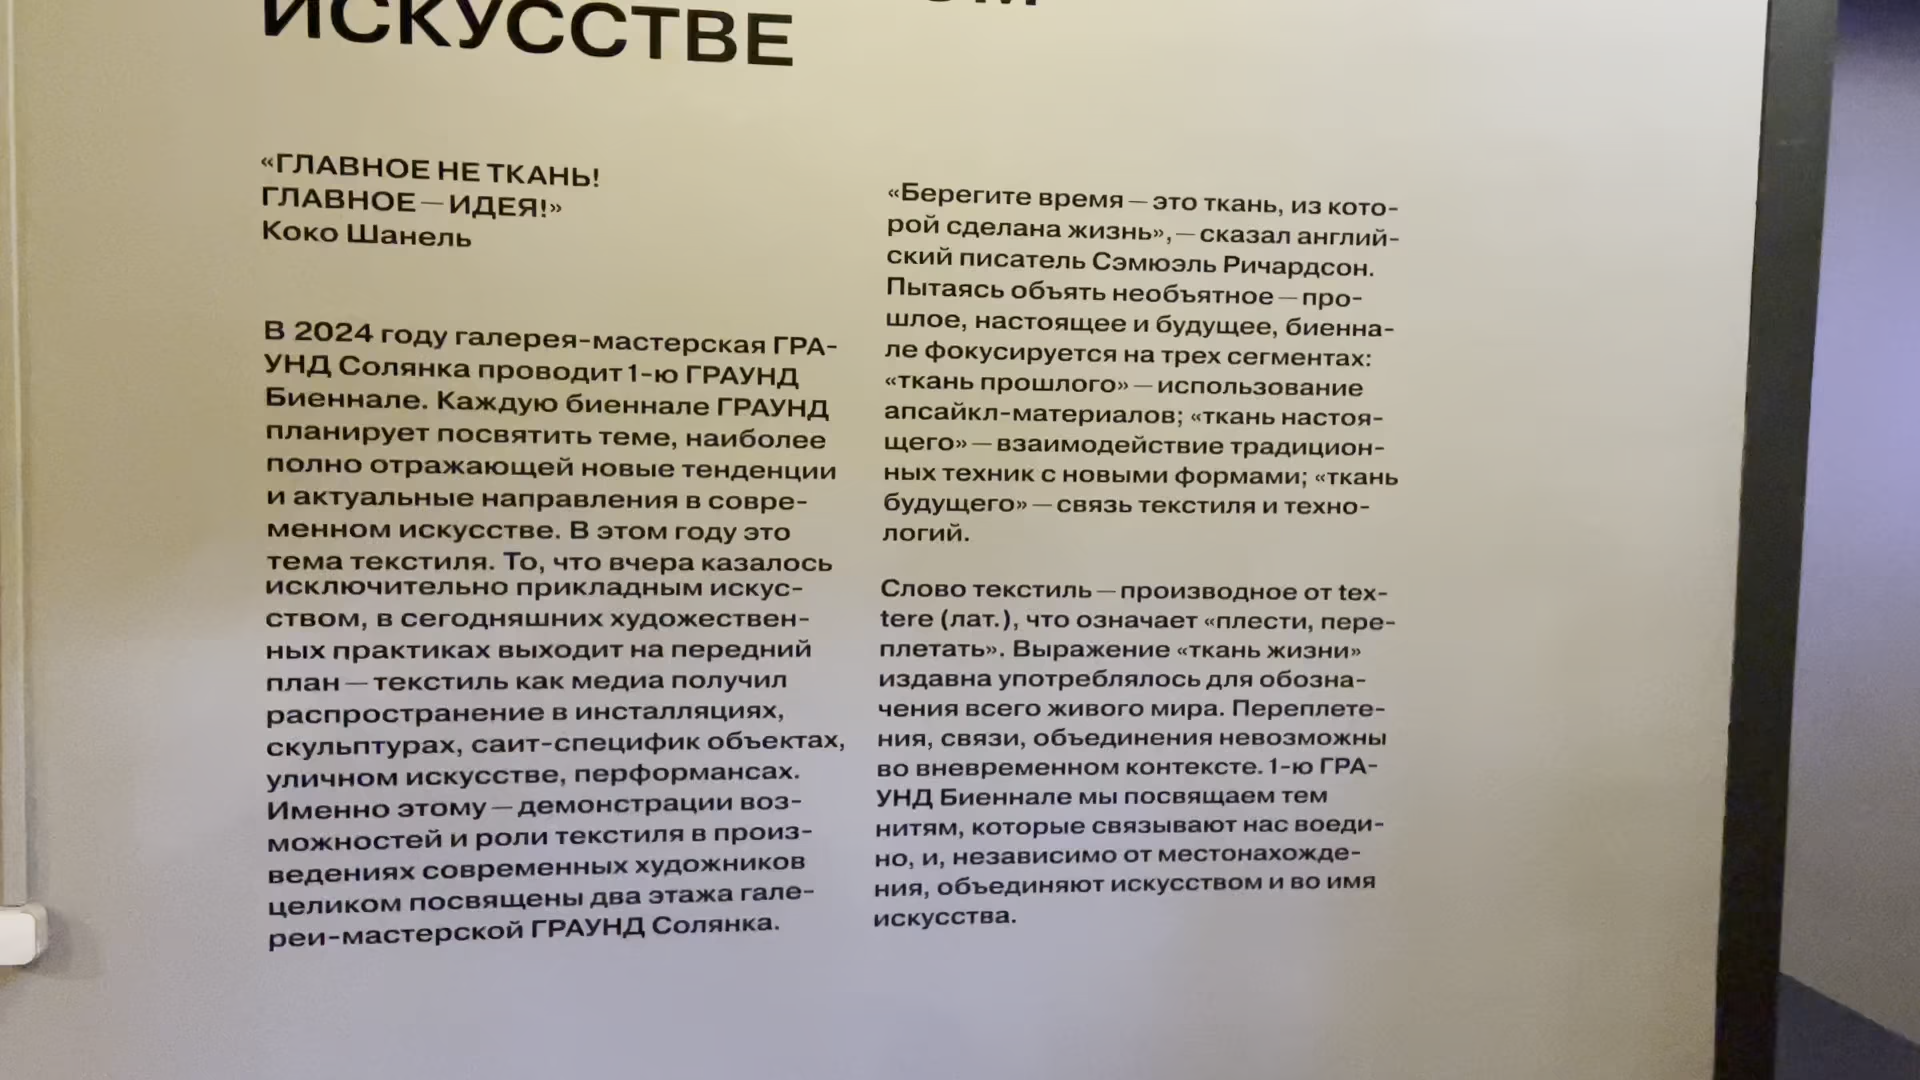 ИСКУССТВЕ
«ГЛАВНОЕ НЕ ТКАНЬ!
ГЛАВНОЕ — ИДЕЯ!»
Коко Шанель
В 2024 году галерея-мастерская ГРА-
УНД Солянка проводит 1-ю ГРАУНД
Биеннале. Каждую биеннале ГРАУНД
планирует посвятить теме, наиболее
полно отражающей новые тенденции
и актуальные направления в совре-
менном искусстве. В этом году это
тема текстиля. То, что вчера казалось
исключительно прикладным искус-
ством, в сегодняшних художествен-
ных практиках выходит на передний
план — текстиль как медиа получил
распространение в инсталляциях,
скульптурах, саит-специфик объектах,
уличном искусстве, перформансах.
Именно этому — демонстрации воз-
можностей и роли текстиля в произ-
ведениях современных художников
целиком посвящены два этажа гале-
реи-мастерской ГРАУНД Солянка.
«Берегите время — это ткань, из кото-
рой сделана жизнь», — сказал англий-
ский писатель Сэмюэль Ричардсон.
Пытаясь объять необъятное — про-
шлое, настоящее и будущее, биенна-
ле фокусируется на трех сегментах:
«ткань прошлого» — использование
апсайкл-материалов; «ткань настоя-
щего» — взаимодействие традицион-
ных техник с новыми формами; «ткань
будущего» — связь текстиля и техно-
логий.
Слово текстиль — производное от tex-
tere (лат.), что означает «плести, пере-
плетать». Выражение «ткань жизни»
издавна употреблялось для обозна-
чения всего живого мира. Переплете-
ния, связи, объединения невозможны
во вневременном контексте. 1-ю ГРА-
УНД Биеннале мы посвящаем тем
нитям, которые связывают нас воеди-
но, и, независимо от местонахожде-
ния, объединяют искусством и во имя
искусства.